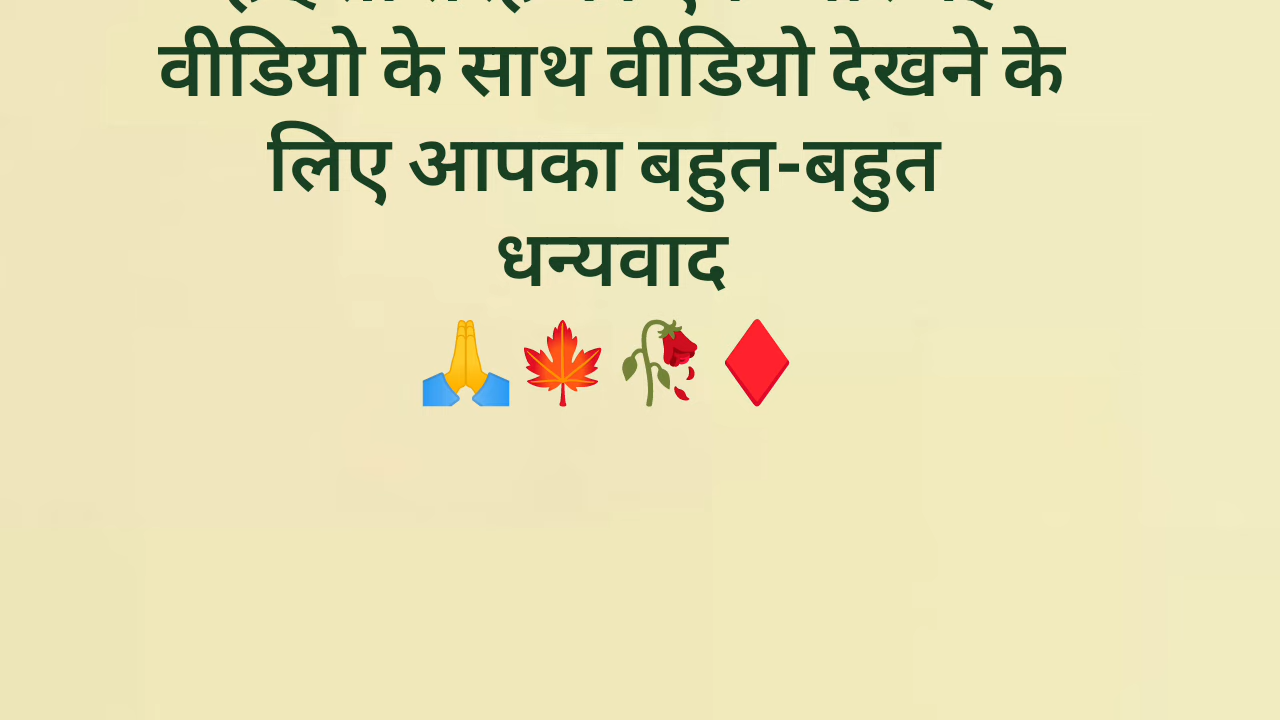 वीडियो के साथ वीडियो देखने के
लिए आपका बहुत-बहुत
धन्यवाद
🙏🍁🥀♦️